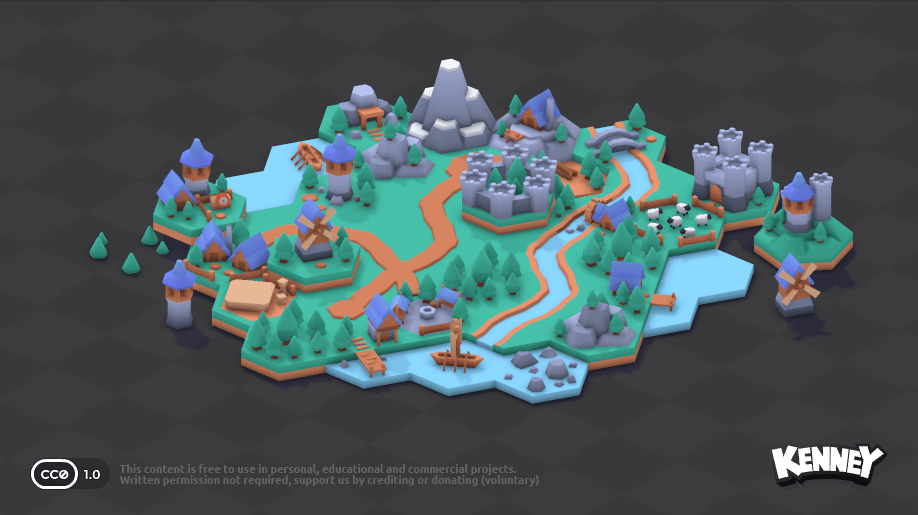 CC0 1.0
This content is free to use in personal, educational and commercial projects.
Written permission not required, support us by crediting or donating (voluntary)
KENNEY